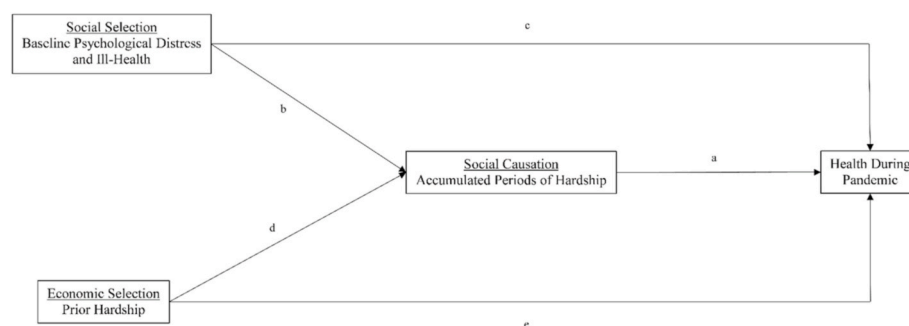 Social Selection
Baseline Psychological Distress
and Ill-Health
c
b
Social Causation
Accumulated Periods of Hardship
a
Health During
Pandemic
d
Economic Selection
Prior Hardship
e